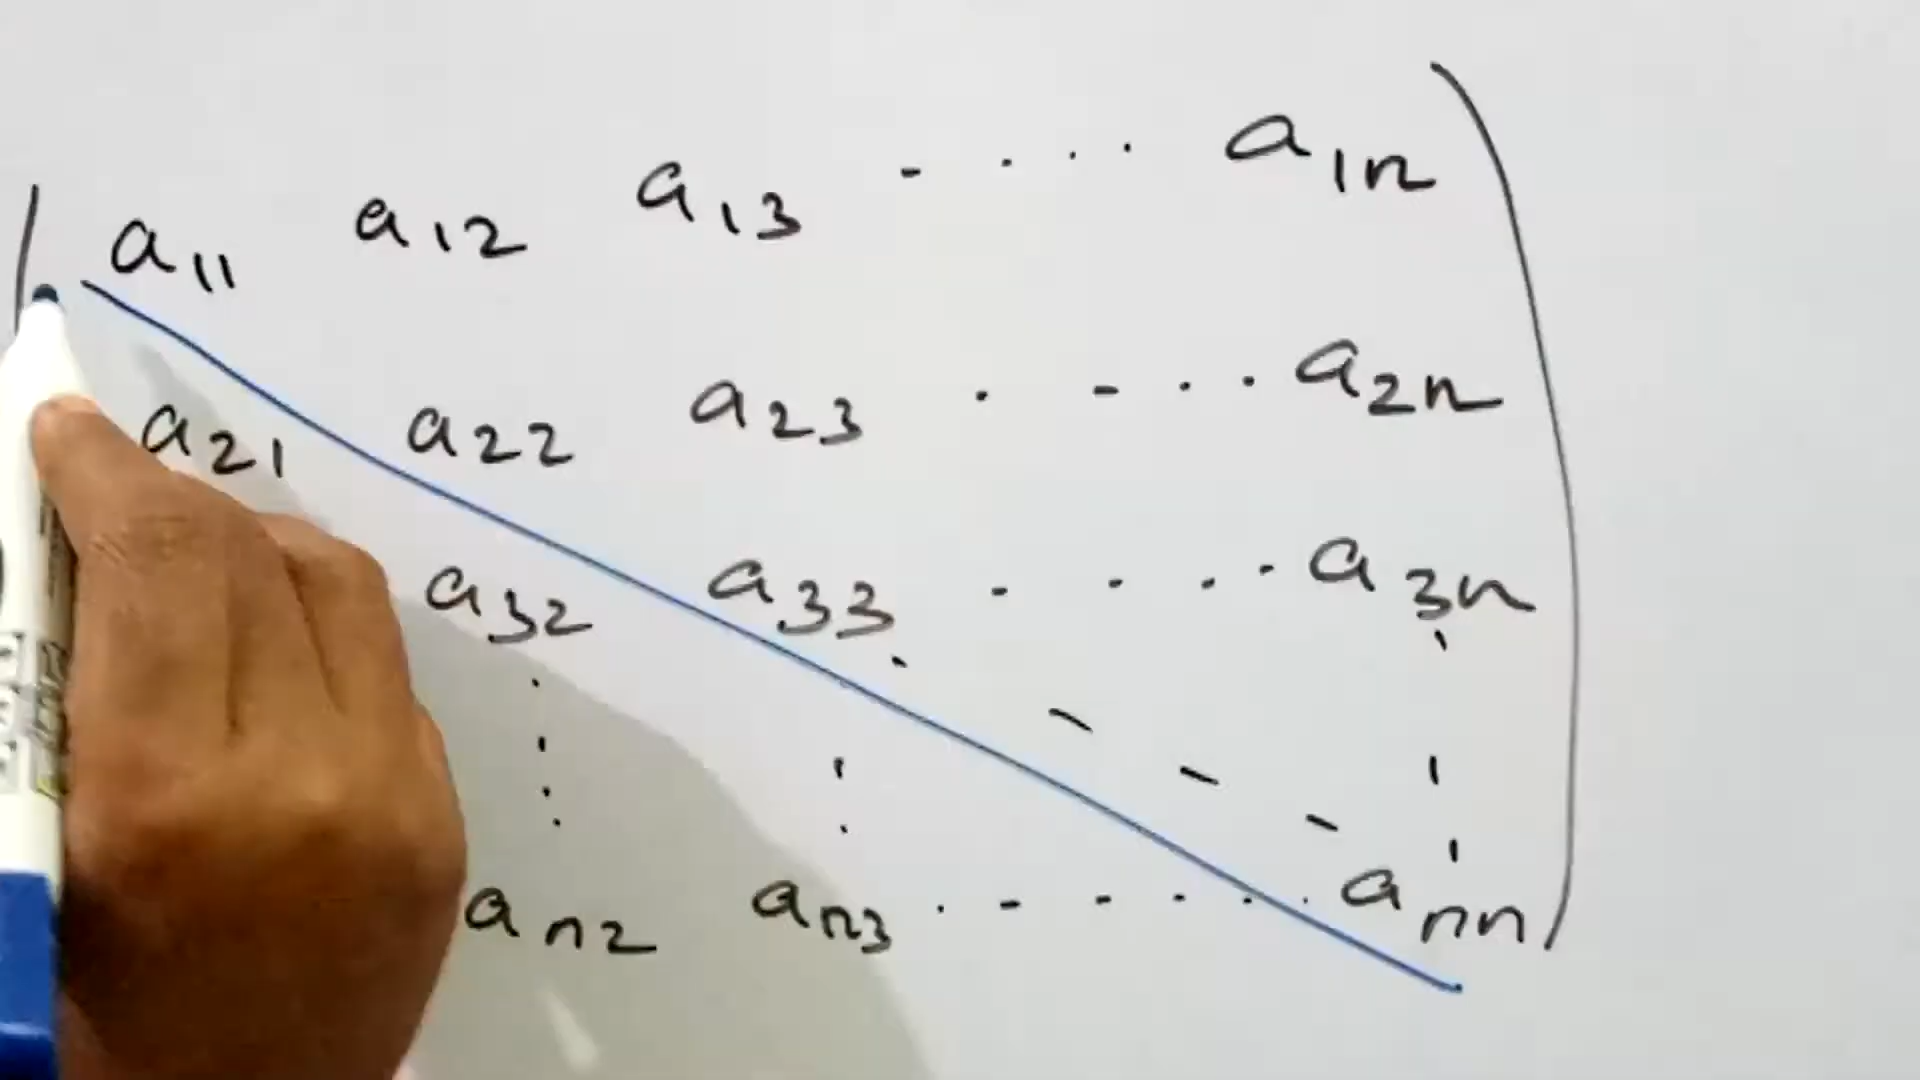 a11 a12 a13 - . . . a1n
a21 a22 a23 . - . . a2n
a32 a33 . . . - a3n
an2 an3 . - - - . . ann